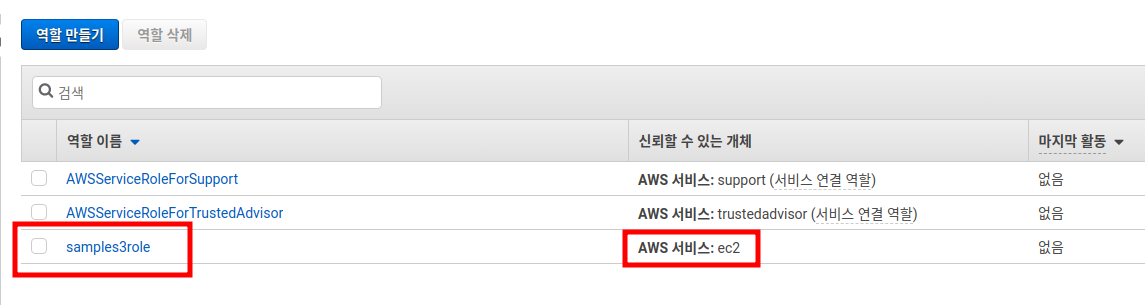 역할 만들기 역할 삭제
검색
역할 이름 신뢰할 수 있는 개체 마지막 활동
AWSServiceRoleForSupport AWS 서비스: support (서비스 연결 역할) 없음
AWSServiceRoleForTrustedAdvisor AWS 서비스: trustedadvisor (서비스 연결 역할) 없음
samples3role AWS 서비스: ec2 없음